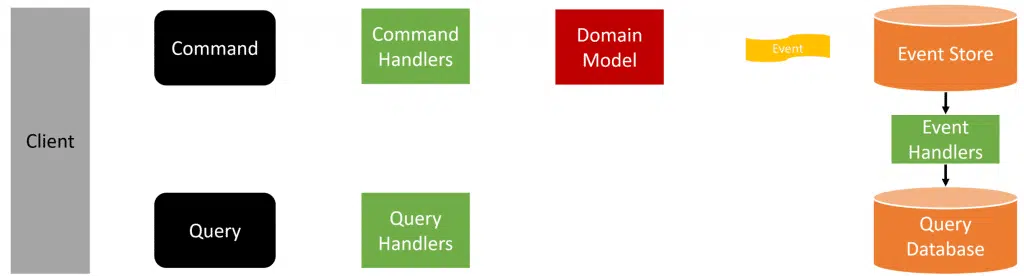 Client
Command
Command
Handlers
Domain
Model
Event
Event Store
Event
Handlers
Query
Query
Handlers
Query
Database